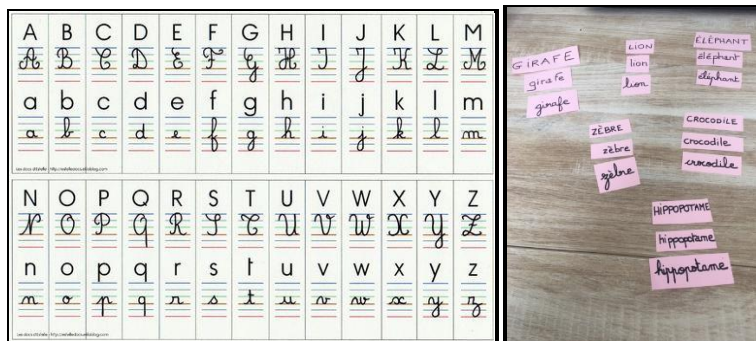 A B C D E F G H I J K L M
A B C D E F G H I J K L M
a b c d e f g h i j k l m
a b c d e f g h i j k l m
N O P Q R S T U V W X Y Z
N O P Q R S T U V W X Y Z
n o p q r s t u v w x y z
n o p q r s t u v w x y z
GIRAFE
girafe
girafe
LION
lion
lion
ÉLÉPHANT
éléphant
éléphant
ZÈBRE
zèbre
zèbre
CROCODILE
crocodile
crocodile
HIPPOPOTAME
hippopotame
hippopotame